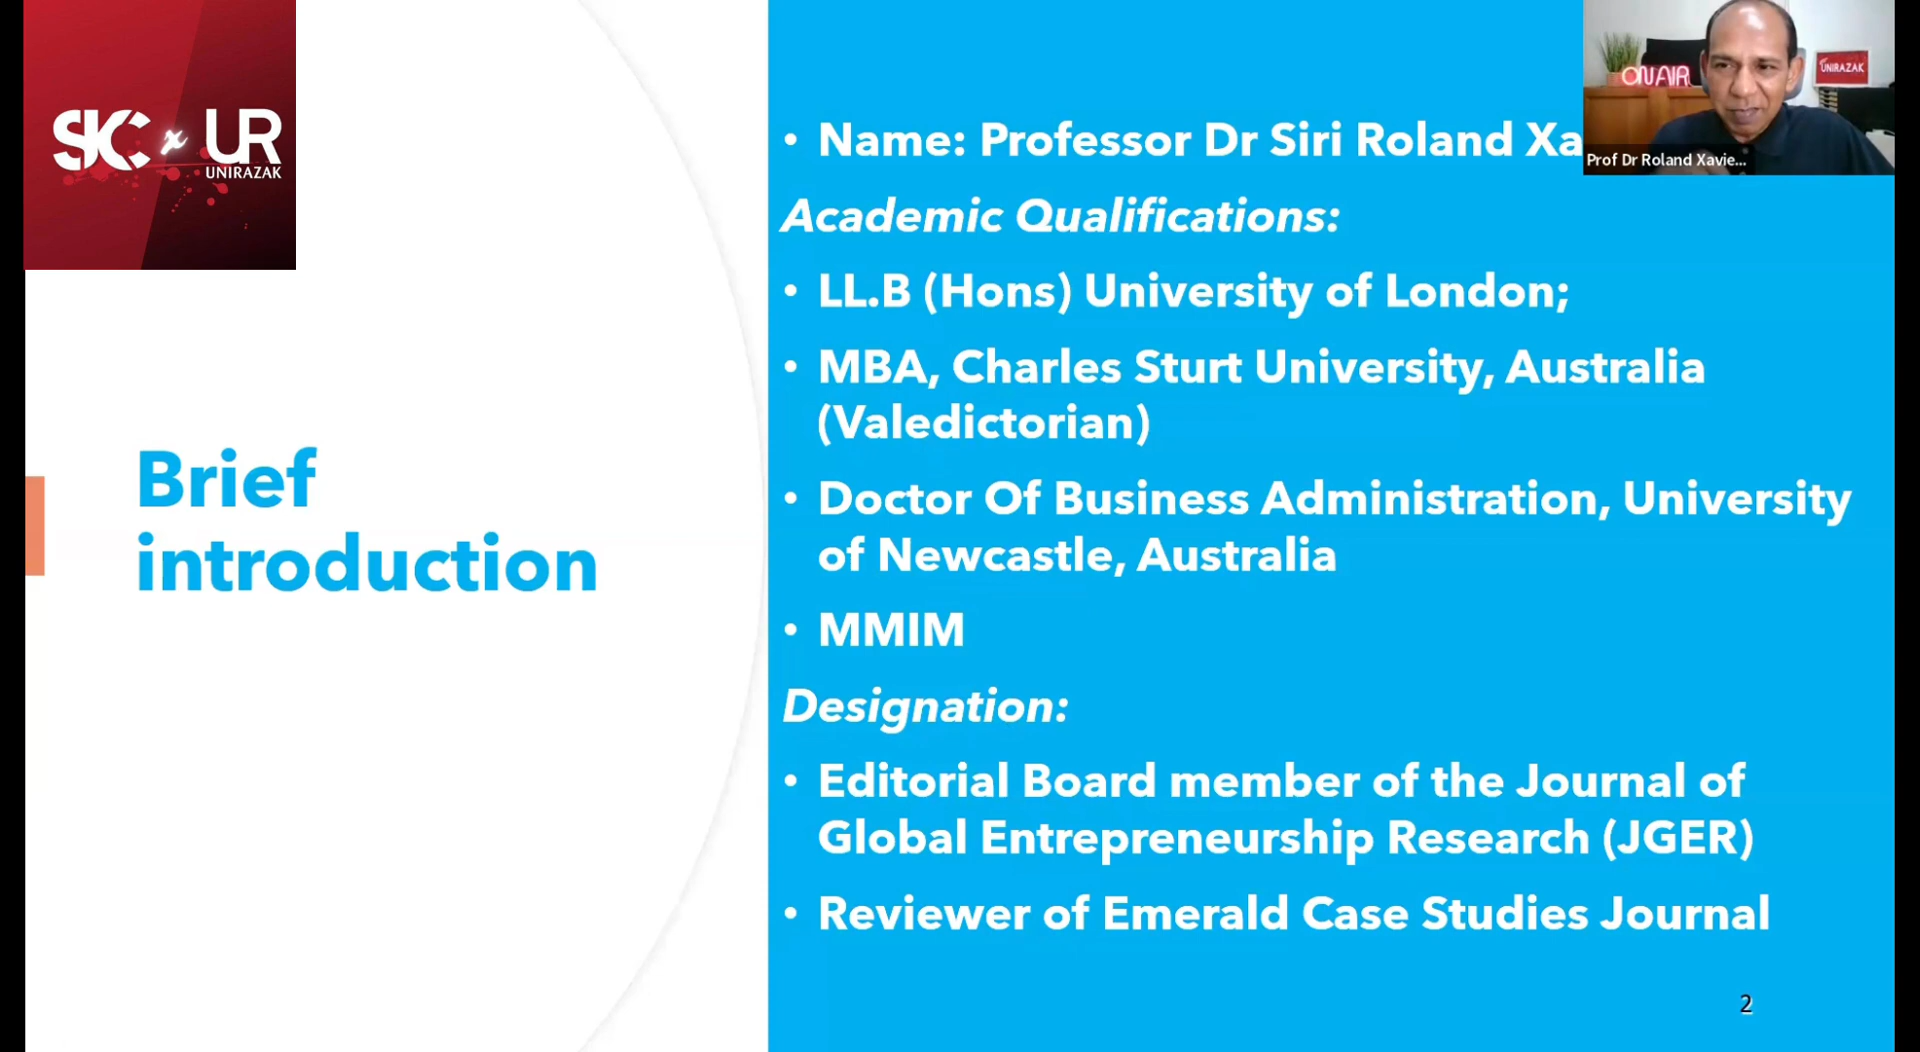 SKC x UR
UNIRAZAK
Brief
introduction
• Name: Professor Dr Siri Roland Xa
Academic Qualifications:
• LL.B (Hons) University of London;
• MBA, Charles Sturt University, Australia
(Valedictorian)
• Doctor Of Business Administration, University
of Newcastle, Australia
• MMIM
Designation:
• Editorial Board member of the Journal of
Global Entrepreneurship Research (JGER)
• Reviewer of Emerald Case Studies Journal
2
ON AIR
UNIRAZAK
Prof Dr Roland Xavie...